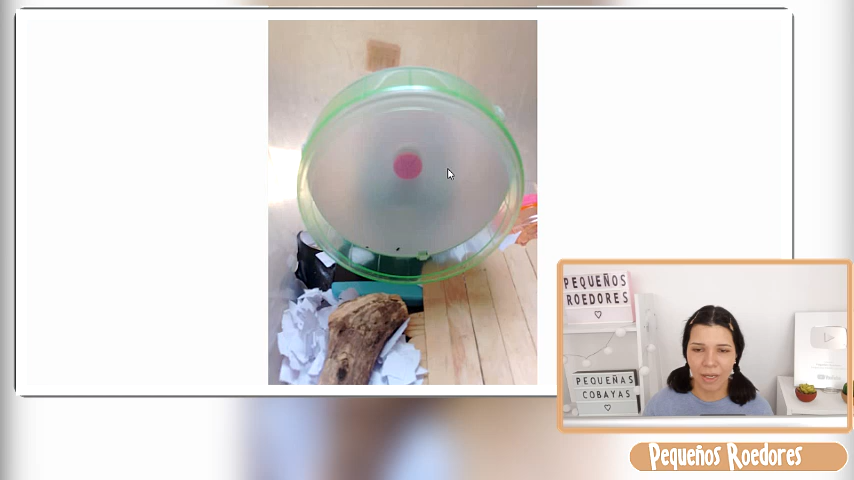 PEQUEÑOS
ROEDORES
PEQUEÑAS
COBAYAS
Pequeños Roedores